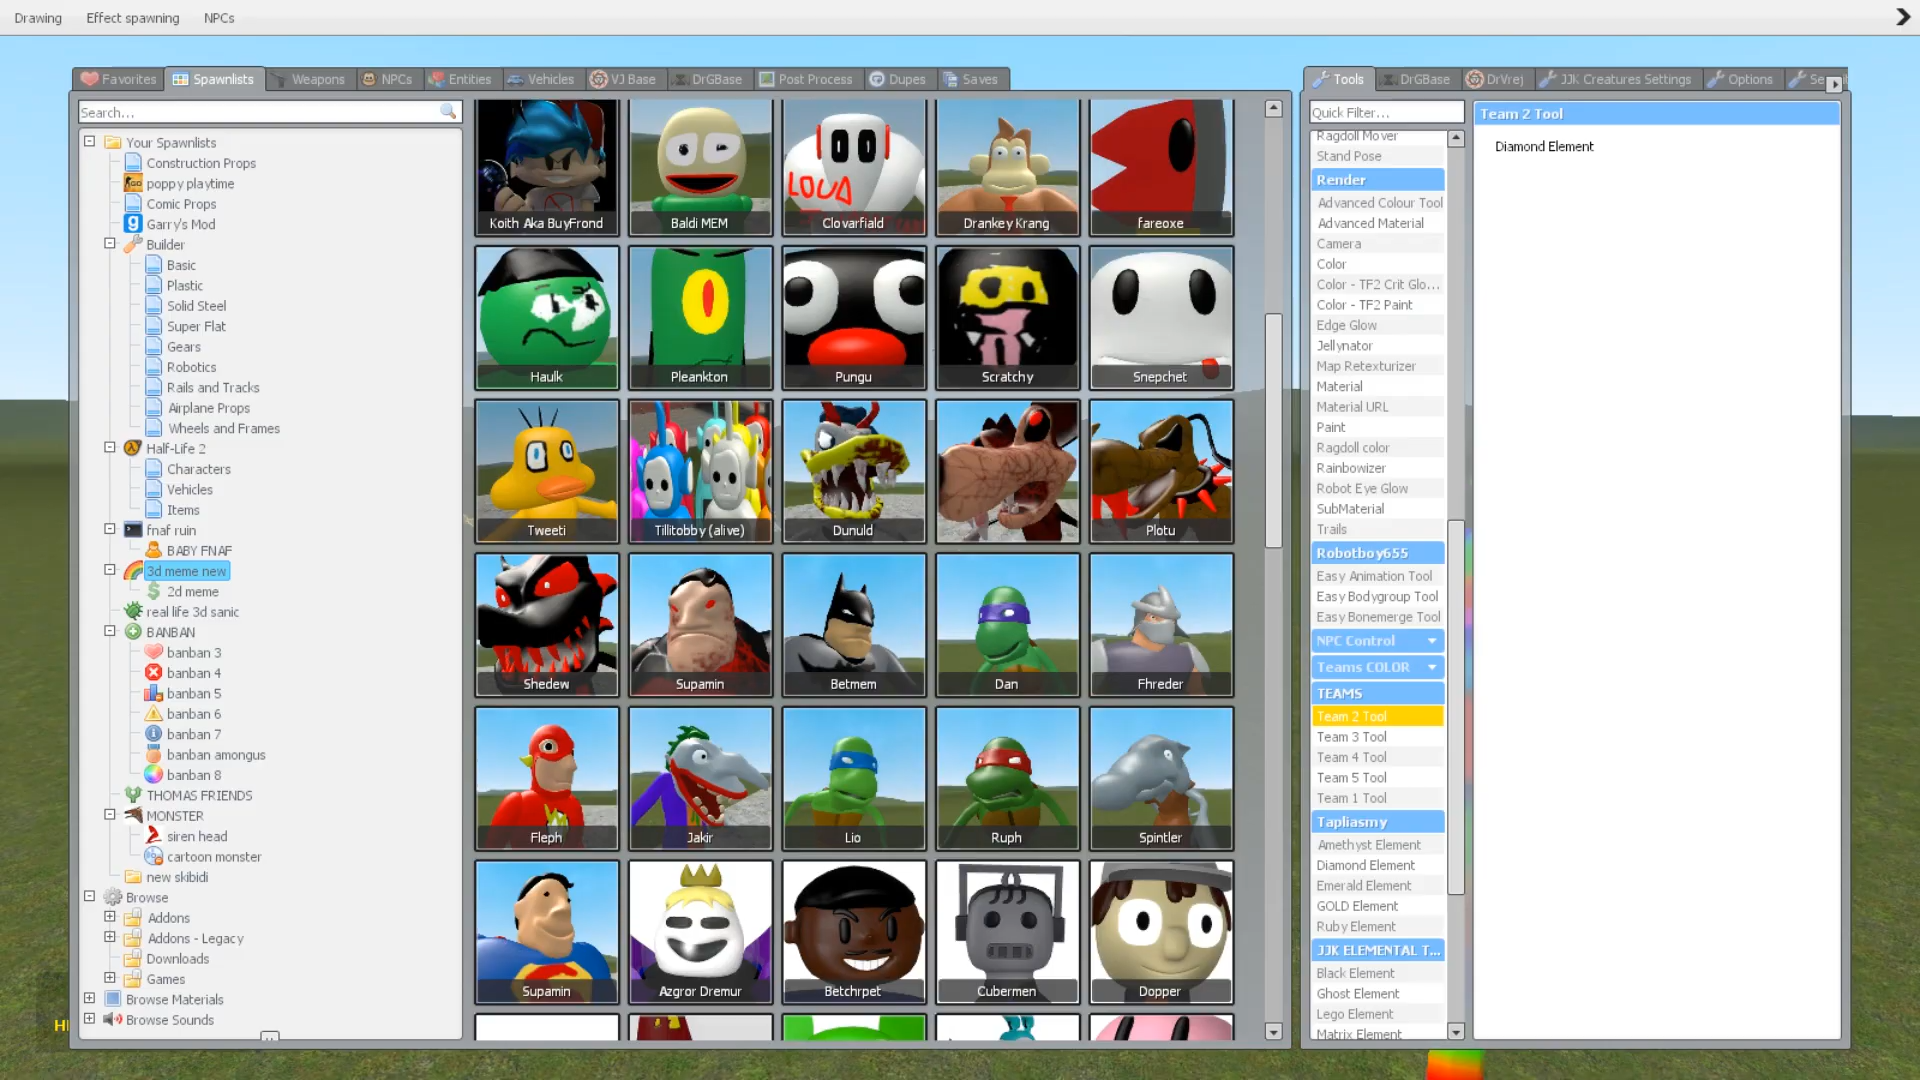 Drawing Effect spawning NPCs
Favorites Spawnlists Weapons NPCs Entities Vehicles VJ Base DrGBase Post Process Dupes Saves
Search...
Your Spawnlists
Construction Props
poppy playtime
Comic Props
Garry's Mod
Builder
Basic
Plastic
Solid Steel
Super Flat
Gears
Robotics
Rails and Tracks
Airplane Props
Wheels and Frames
Half-Life 2
Characters
Vehicles
Items
fnaf ruin
BABY FNAF
3d meme new
2d meme
real life 3d sanic
BANBAN
banban 3
banban 4
banban 5
banban 6
banban 7
banban amongus
banban 8
THOMAS FRIENDS
MONSTER
siren head
cartoon monster
new skibidi
Browse
Addons
Addons - Legacy
Downloads
Games
Browse Materials
Browse Sounds
LOUD
Koith Aka BuyFrond Baldi MEM Clovarfiald Drankey Krang fareoxe
Haulk Pleankton Pungu Scratchy Snepchet
Tweeti Tillitobby (alive) Dunuld Plotu
Shedew Supamin Betmem Dan Fhreder
Fleph Jakir Lio Ruph Spintler
Supamin Azgror Dremur Betchrpet Cubermen Dopper
Tools DrGBase DrVrej JJK Creatures Settings Options Se
Quick Filter...
Ragdoll Mover
Stand Pose
Render
Advanced Colour Tool
Advanced Material
Camera
Color
Color - TF2 Crit Glo...
Color - TF2 Paint
Edge Glow
Jellynator
Map Retexturizer
Material
Material URL
Paint
Ragdoll color
Rainbowizer
Robot Eye Glow
SubMaterial
Trails
Robotboy655
Easy Animation Tool
Easy Bodygroup Tool
Easy Bonemerge Tool
NPC Control
Teams COLOR
TEAMS
Team 2 Tool
Team 3 Tool
Team 4 Tool
Team 5 Tool
Team 1 Tool
Tapliasmy
Amethyst Element
Diamond Element
Emerald Element
GOLD Element
Ruby Element
JJK ELEMENTAL T...
Black Element
Ghost Element
Lego Element
Matrix Element
Team 2 Tool
Diamond Element